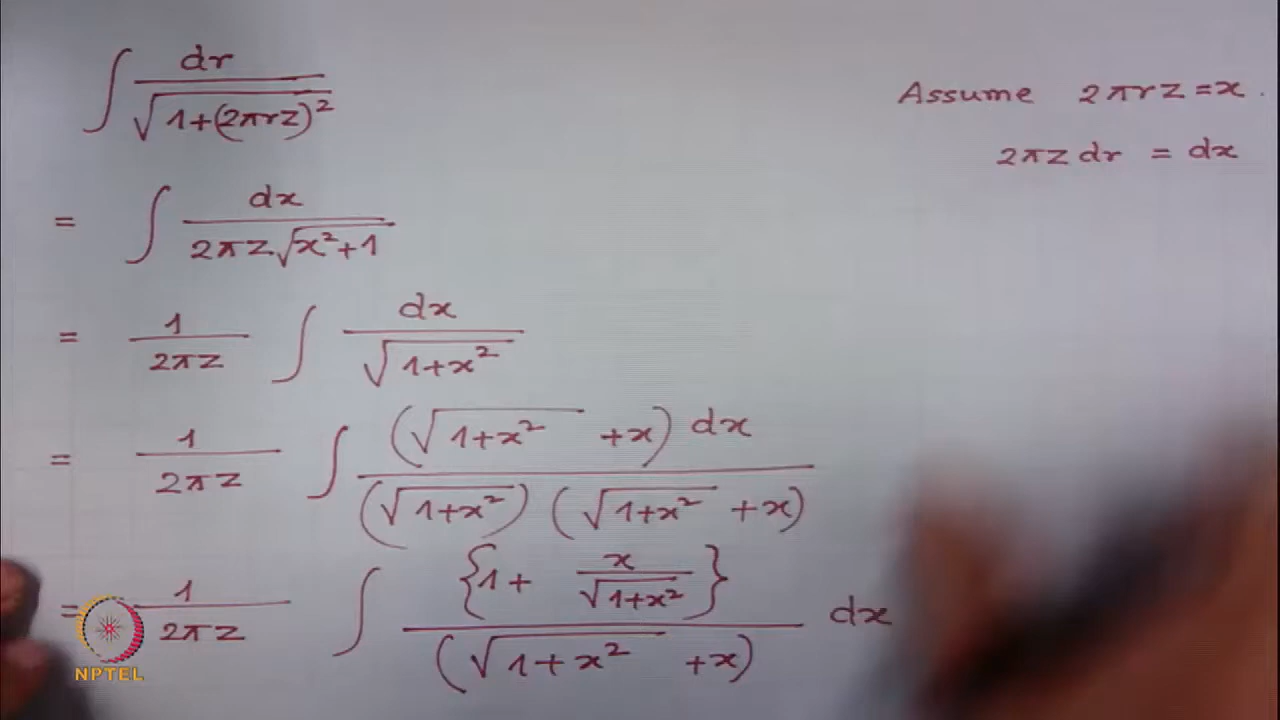 ∫ dr / √(1+(2πrz)²)
Assume 2πrz = x.
2πz dr = dx
= ∫ dx / 2πz√(x²+1)
= 1/2πz ∫ dx / √(1+x²)
= 1/2πz ∫ (√(1+x²) + x) dx / (√(1+x²)) (√(1+x²) + x)
= 1/2πz ∫ {1 + x/√(1+x²)} / (√(1+x²) + x) dx
NPTEL